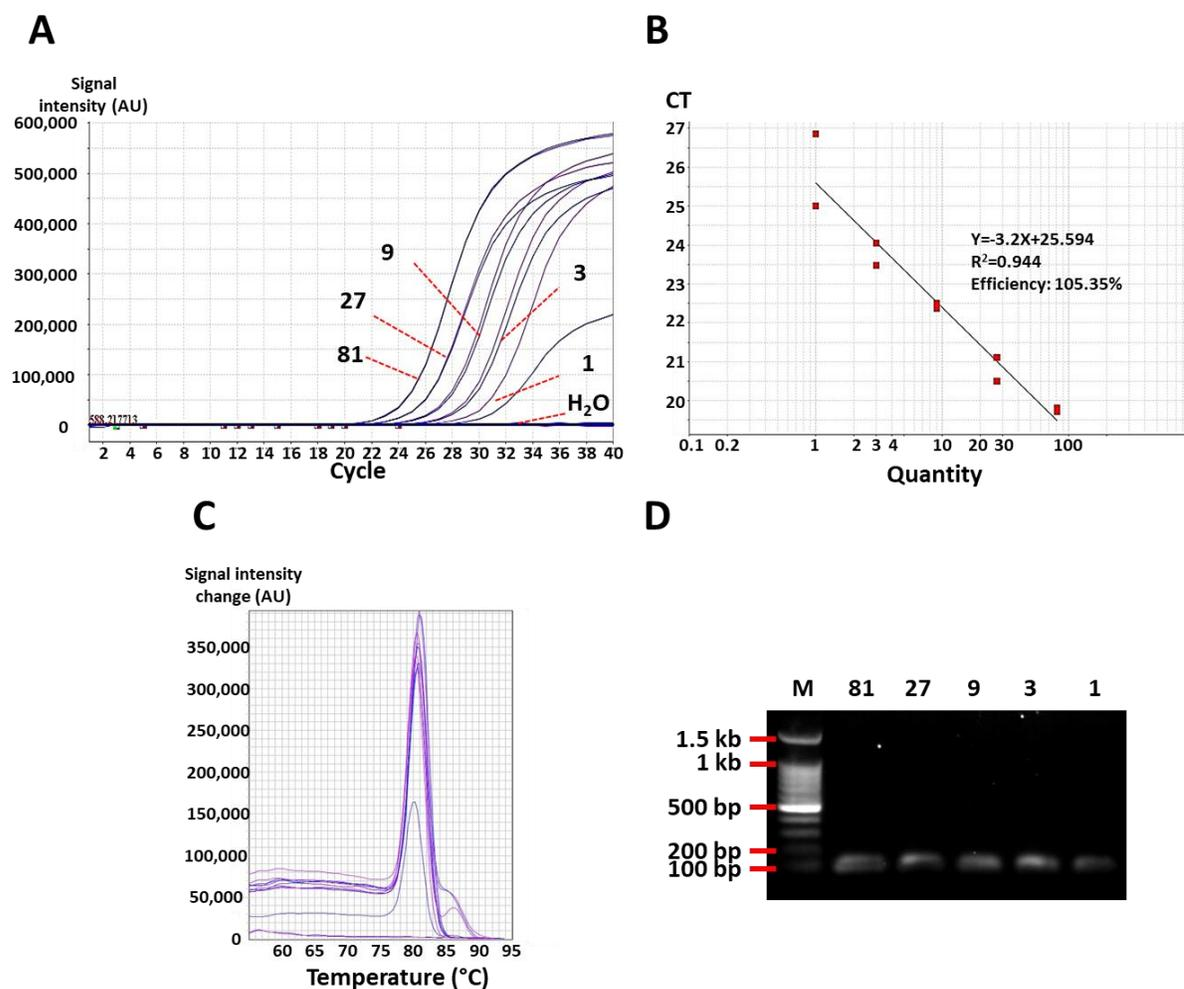 A
Signal
intensity (AU)
600,000
500,000
400,000
300,000
200,000
100,000
0
9
27
81
3
1
H₂O
588.217713
2 4 6 8 10 12 14 16 18 20 22 24 26 28 30 32 34 36 38 40
Cycle
B
CT
27
26
25
24
23
22
21
20
Y=-3.2X+25.594
R²=0.944
Efficiency: 105.35%
0.1 0.2 1 2 3 4 10 20 30 100
Quantity
C
Signal intensity
change (AU)
350,000
300,000
250,000
200,000
150,000
100,000
50,000
0
60 65 70 75 80 85 90 95
Temperature (°C)
D
M 81 27 9 3 1
1.5 kb
1 kb
500 bp
200 bp
100 bp